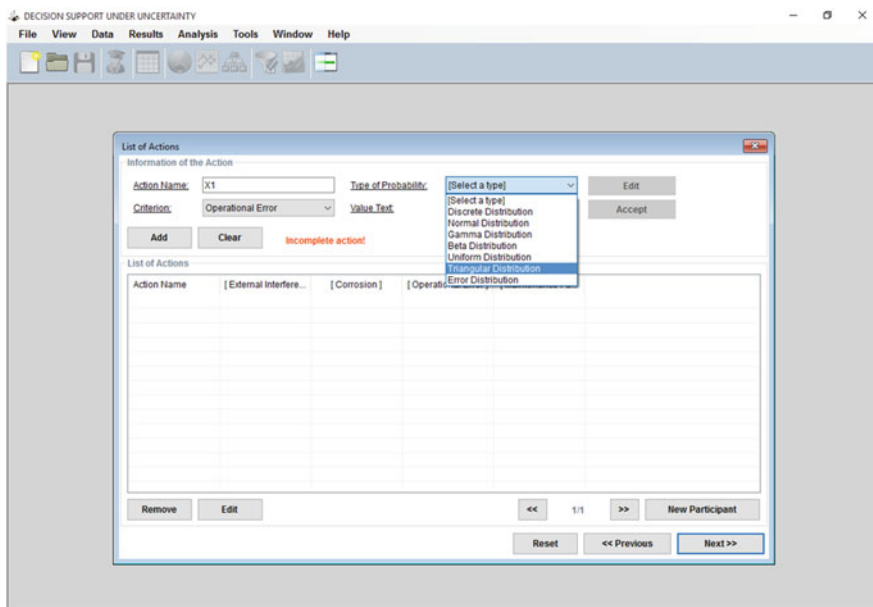 DECISION SUPPORT UNDER UNCERTAINTY
File View Data Results Analysis Tools Window Help
List of Actions
Information of the Action
Action Name: X1 Type of Probability: [Select a type] Edit
[Select a type]
Discrete Distribution
Criterion: Operational Error Value Text: Accept
Normal Distribution
Gamma Distribution
Add Clear Incomplete action!
Beta Distribution
Uniform Distribution
List of Actions
Triangular Distribution
Error Distribution
Action Name [ External Interfere... [ Corrosion ]
Remove Edit << 1/1 >> New Participant
Reset << Previous Next >>